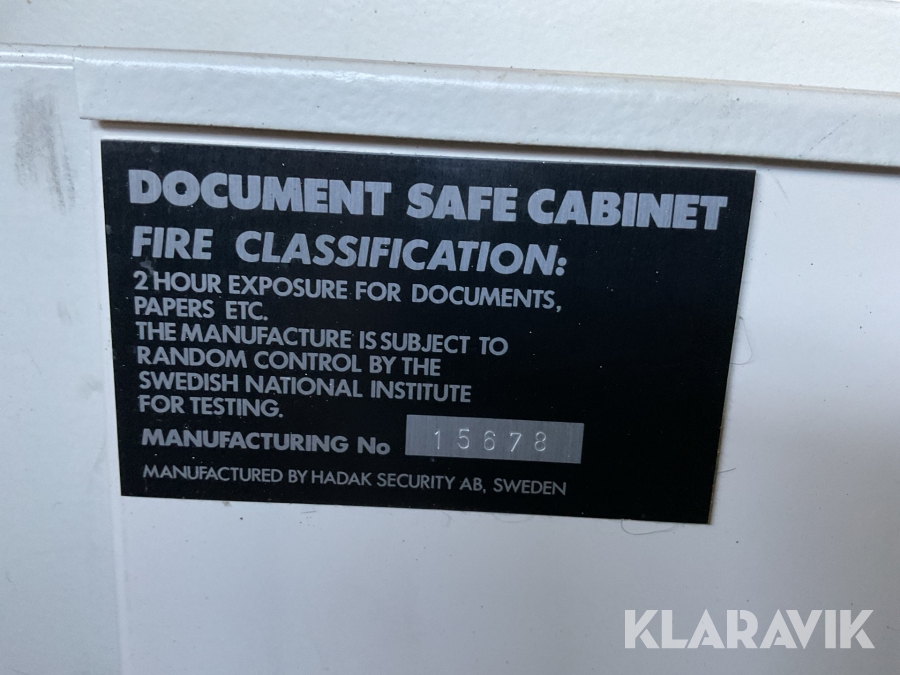 DOCUMENT SAFE CABINET
FIRE CLASSIFICATION:
2 HOUR EXPOSURE FOR DOCUMENTS,
PAPERS ETC.
THE MANUFACTURE IS SUBJECT TO
RANDOM CONTROL BY THE
SWEDISH NATIONAL INSTITUTE
FOR TESTING.
MANUFACTURING No 15678
MANUFACTURED BY HADAK SECURITY AB, SWEDEN
KLARAVIK